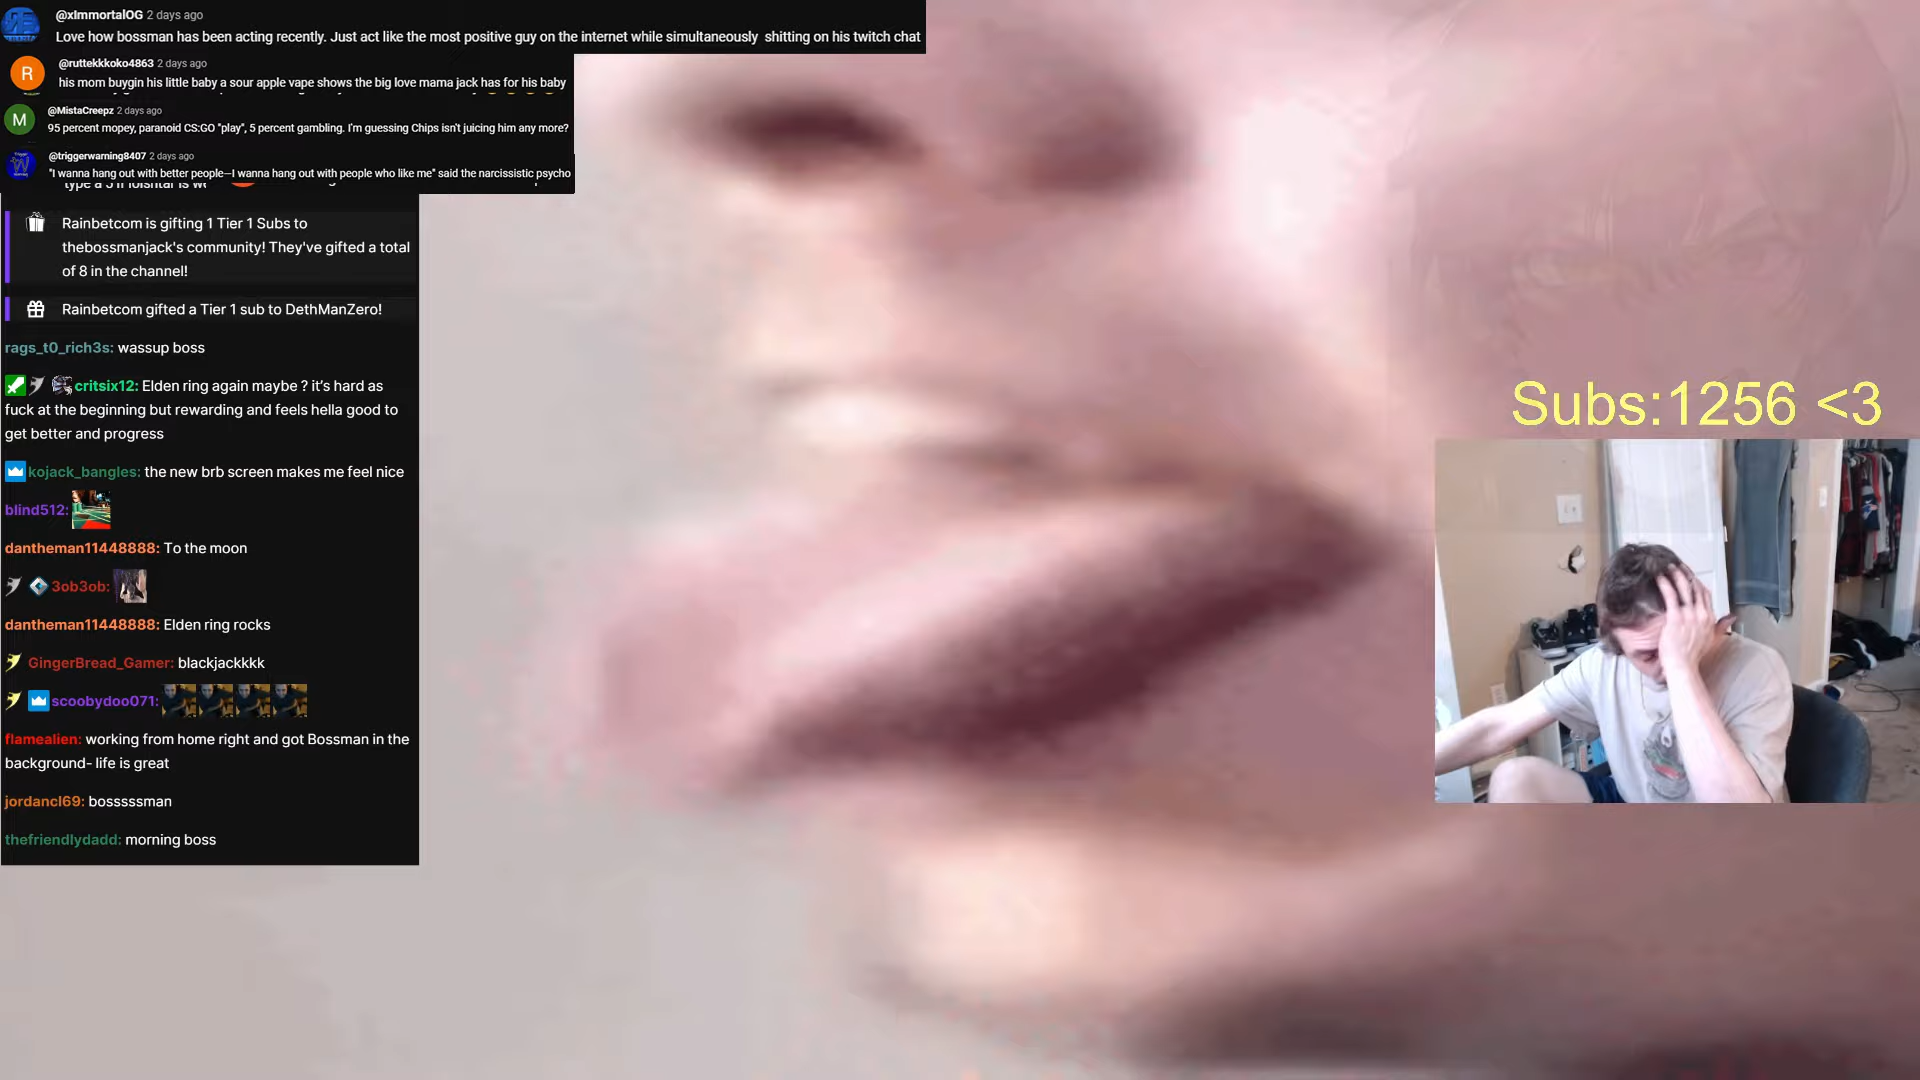 @xImmortalOG 2 days ago
Love how bossman has been acting recently. Just act like the most positive guy on the internet while simultaneously shitting on his twitch chat
R
@ruttekkkoko4863 2 days ago
his mom buygin his little baby a sour apple vape shows the big love mama jack has for his baby
M
@MistaCreepz 2 days ago
95 percent mopey, paranoid CS:GO "play", 5 percent gambling. I'm guessing Chips isn't juicing him any more?
@triggerwarning8407 2 days ago
"I wanna hang out with better people—I wanna hang out with people who like me" said the narcissistic psycho
Rainbetcom is gifting 1 Tier 1 Subs to
thebossmanjack's community! They've gifted a total
of 8 in the channel!
Rainbetcom gifted a Tier 1 sub to DethManZero!
rags_t0_rich3s: wassup boss
critsix12: Elden ring again maybe ? it's hard as
fuck at the beginning but rewarding and feels hella good to
get better and progress
kojack_bangles: the new brb screen makes me feel nice
blind512:
dantheman11448888: To the moon
3ob3ob:
dantheman11448888: Elden ring rocks
GingerBread_Gamer: blackjackkkk
scoobydoo071:
flamealien: working from home right and got Bossman in the
background- life is great
jordancl69: bosssssman
thefriendlydadd: morning boss
Subs:1256 <3